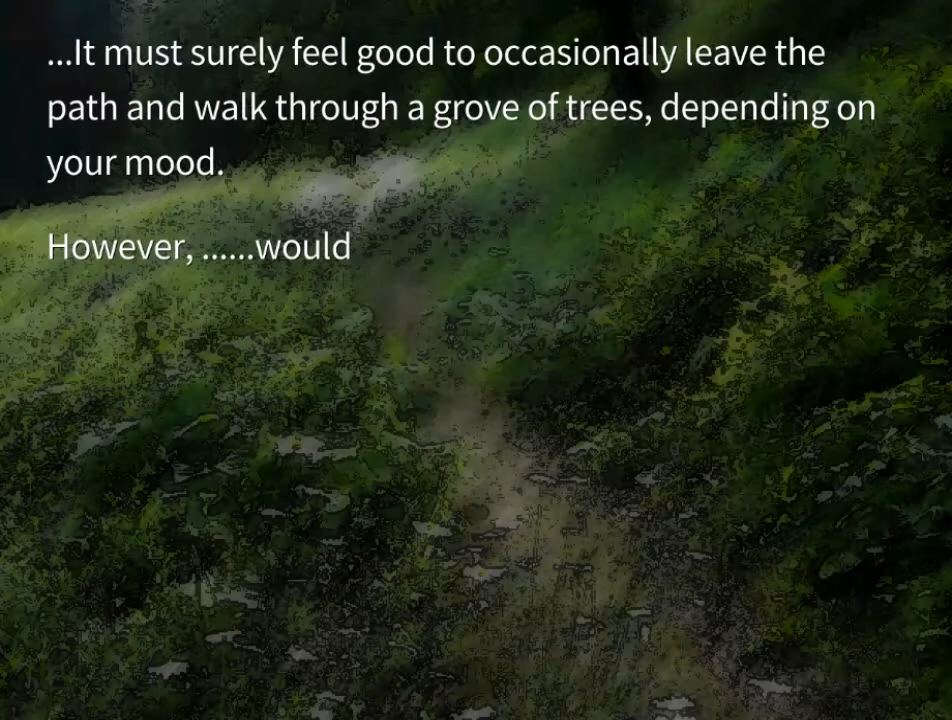 ...It must surely feel good to occasionally leave the
path and walk through a grove of trees, depending on
your mood.
However, ......would